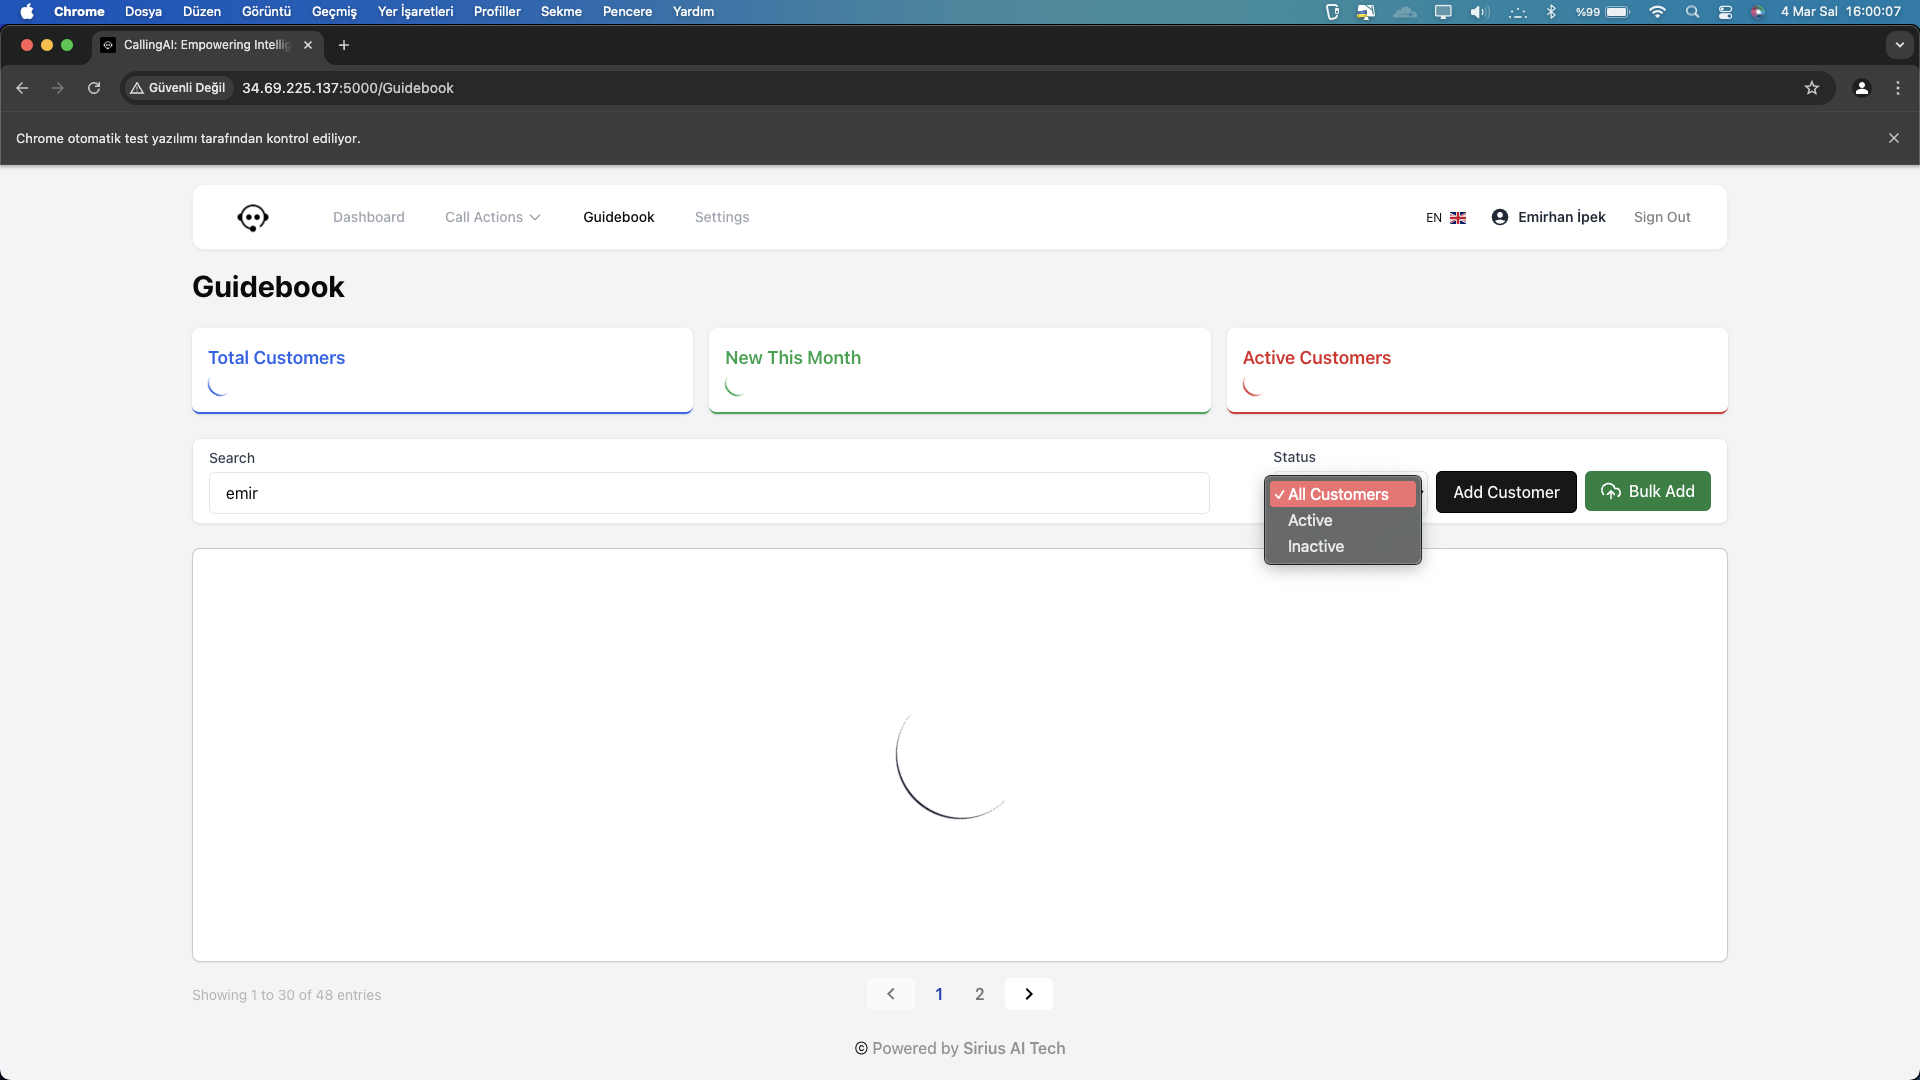 Chrome Dosya Düzen Görüntü Geçmiş Yer İşaretleri Profiller Sekme Pencere Yardım %99 4 Mar Sal 16:00:07
CallingAI: Empowering Intellig
Güvenli Değil 34.69.225.137:5000/Guidebook
Chrome otomatik test yazılımı tarafından kontrol ediliyor.
Dashboard Call Actions Guidebook Settings EN Emirhan İpek Sign Out
Guidebook
Total Customers New This Month Active Customers
Search Status
emir ✓ All Customers Add Customer Bulk Add
Active
Inactive
Showing 1 to 30 of 48 entries 1 2
© Powered by Sirius AI Tech